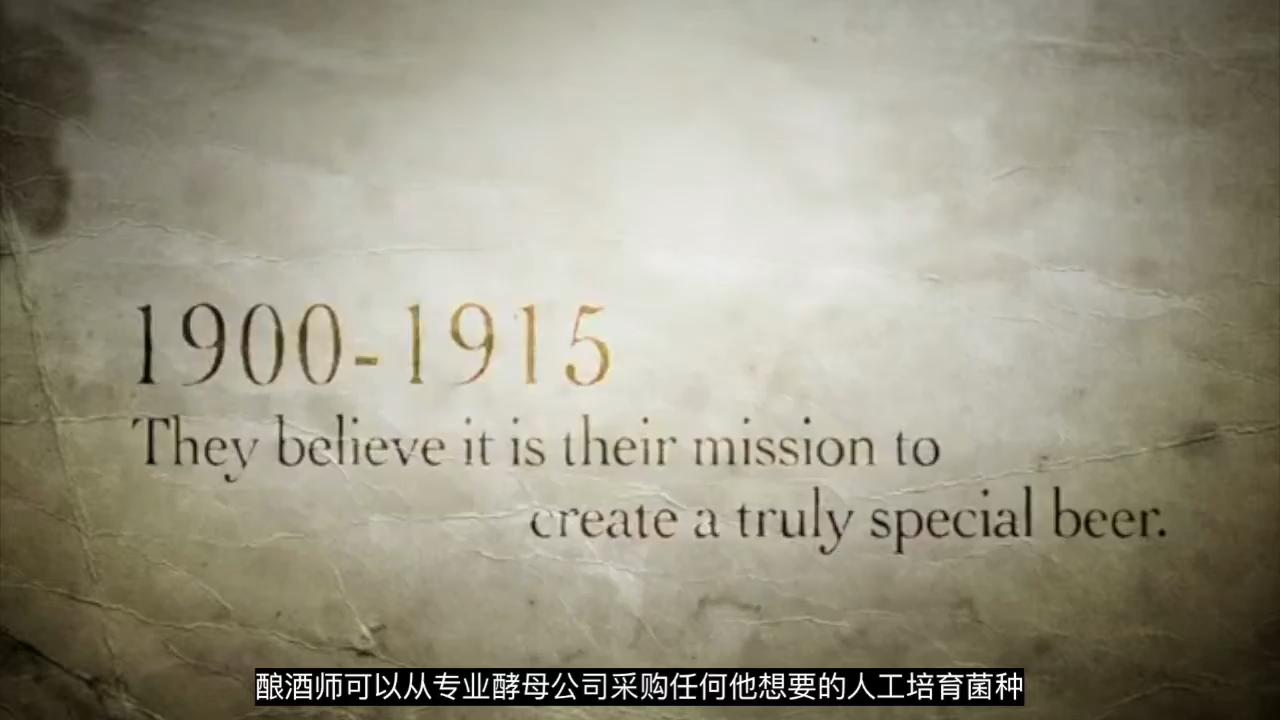 1900-1915
They believe it is their mission to
create a truly special beer.
酿酒师可以从专业酵母公司采购任何他想要的人工培育菌种